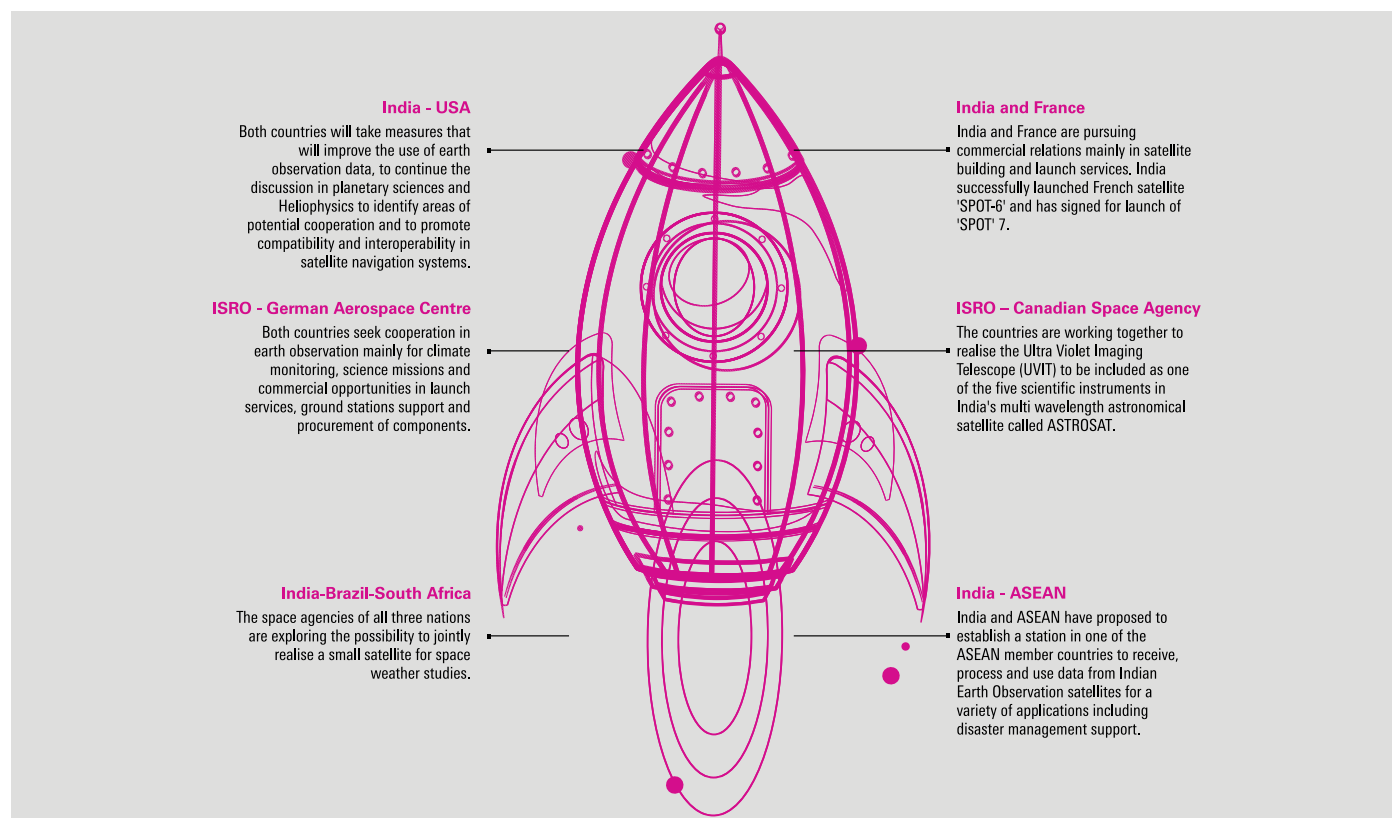 India - USA
Both countries will take measures that
will improve the use of earth
observation data, to continue the
discussion in planetary sciences and
Heliophysics to identify areas of
potential cooperation and to promote
compatibility and interoperability in
satellite navigation systems.
India and France
India and France are pursuing
commercial relations mainly in satellite
building and launch services. India
successfully launched French satellite
'SPOT-6' and has signed for launch of
'SPOT' 7.
ISRO - German Aerospace Centre
Both countries seek cooperation in
earth observation mainly for climate
monitoring, science missions and
commercial opportunities in launch
services, ground stations support and
procurement of components.
ISRO – Canadian Space Agency
The countries are working together to
realise the Ultra Violet Imaging
Telescope (UVIT) to be included as one
of the five scientific instruments in
India's multi wavelength astronomical
satellite called ASTROSAT.
India-Brazil-South Africa
The space agencies of all three nations
are exploring the possibility to jointly
realise a small satellite for space
weather studies.
India - ASEAN
India and ASEAN have proposed to
establish a station in one of the
ASEAN member countries to receive,
process and use data from Indian
Earth Observation satellites for a
variety of applications including
disaster management support.